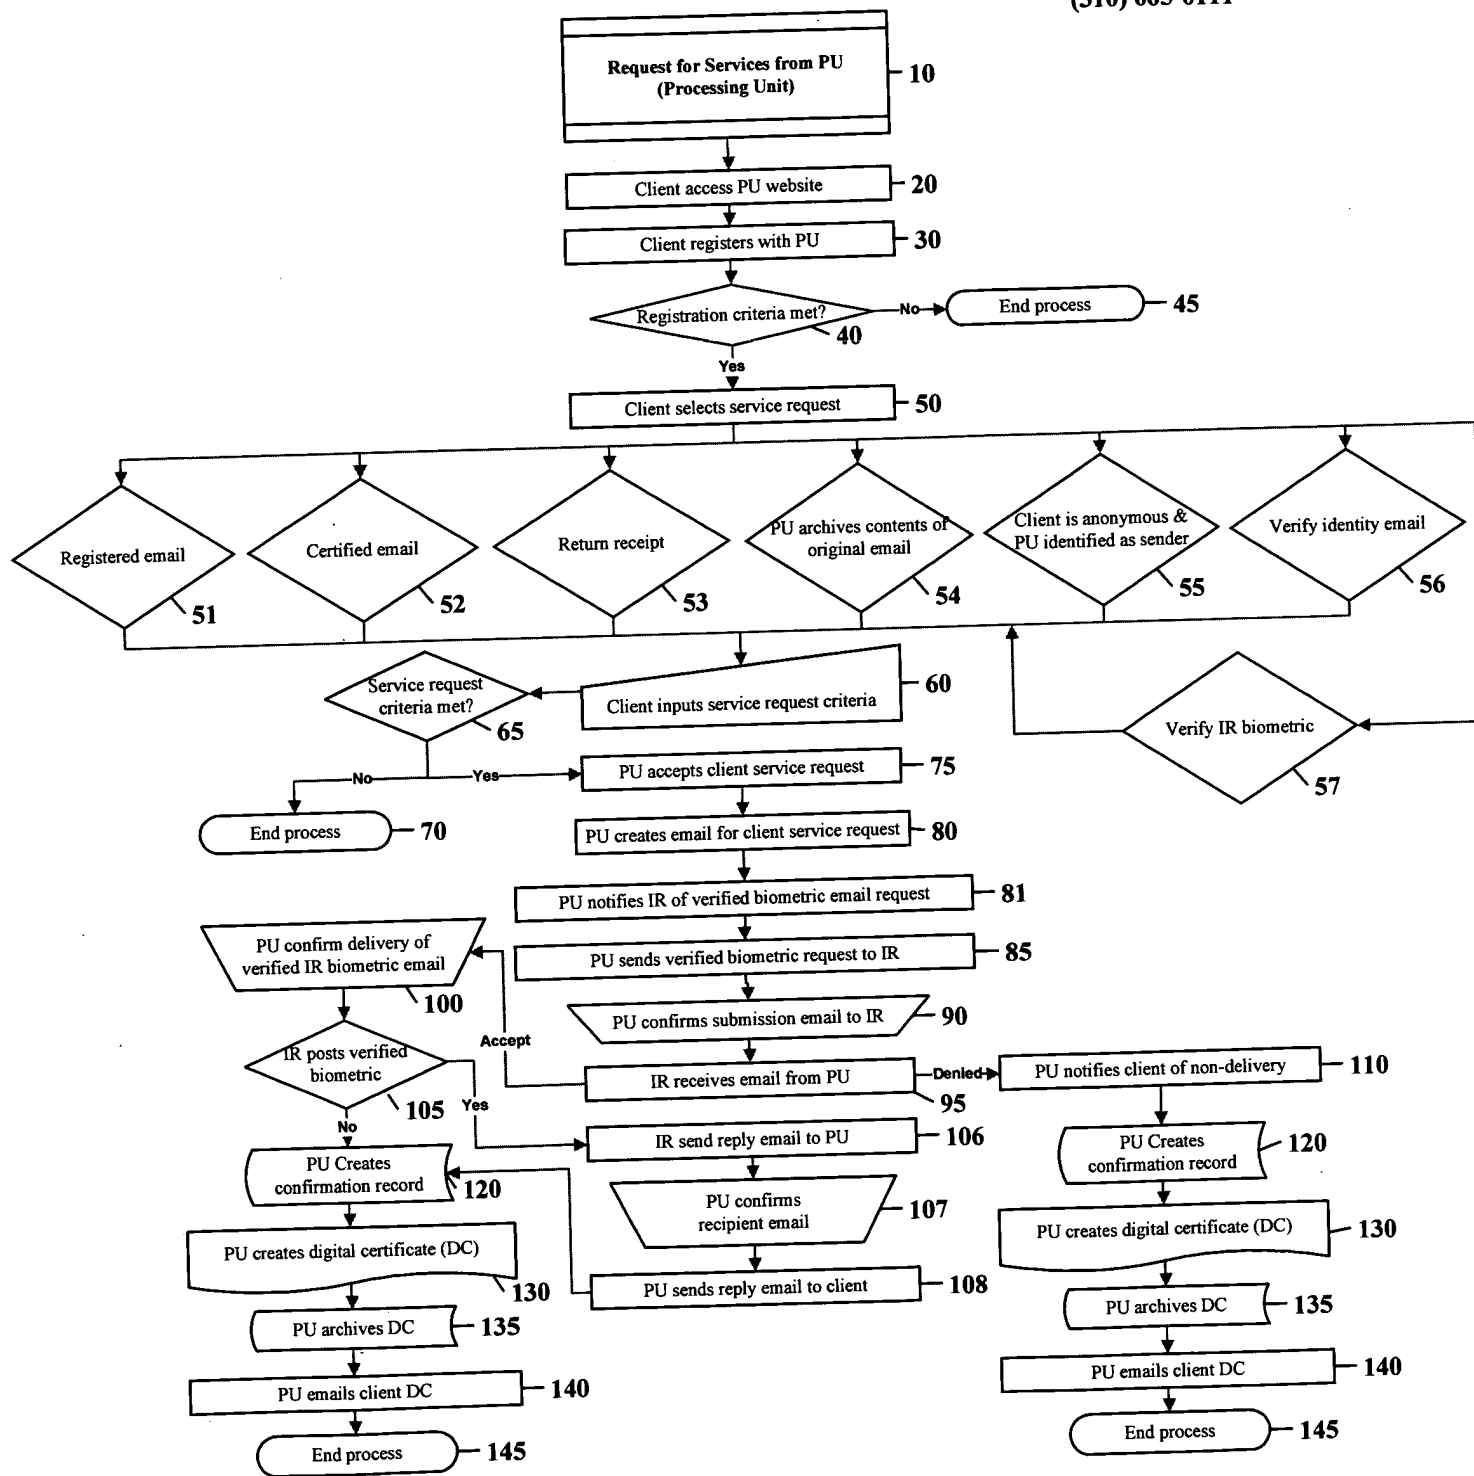 Request for Services from PU
(Processing Unit)
10
Client access PU website
20
Client registers with PU
30
Registration criteria met?
40
No
End process
45
Yes
Client selects service request
50
Registered email
51
Certified email
52
Return receipt
53
PU archives contents of
original email
54
Client is anonymous &
PU identified as sender
55
Verify identity email
56
Verify IR biometric
57
Client inputs service request criteria
60
Service request
criteria met?
65
No
Yes
End process
70
PU accepts client service request
75
PU creates email for client service request
80
PU notifies IR of verified biometric email request
81
PU sends verified biometric request to IR
85
PU confirms submission email to IR
90
IR receives email from PU
95
Accept
Denied
PU confirm delivery of
verified IR biometric email
100
IR posts verified
biometric
105
Yes
No
IR send reply email to PU
106
PU confirms
recipient email
107
PU sends reply email to client
108
PU Creates
confirmation record
120
PU creates digital certificate (DC)
130
PU archives DC
135
PU emails client DC
140
End process
145
PU notifies client of non-delivery
110
PU Creates
confirmation record
120
PU creates digital certificate (DC)
130
PU archives DC
135
PU emails client DC
140
End process
145